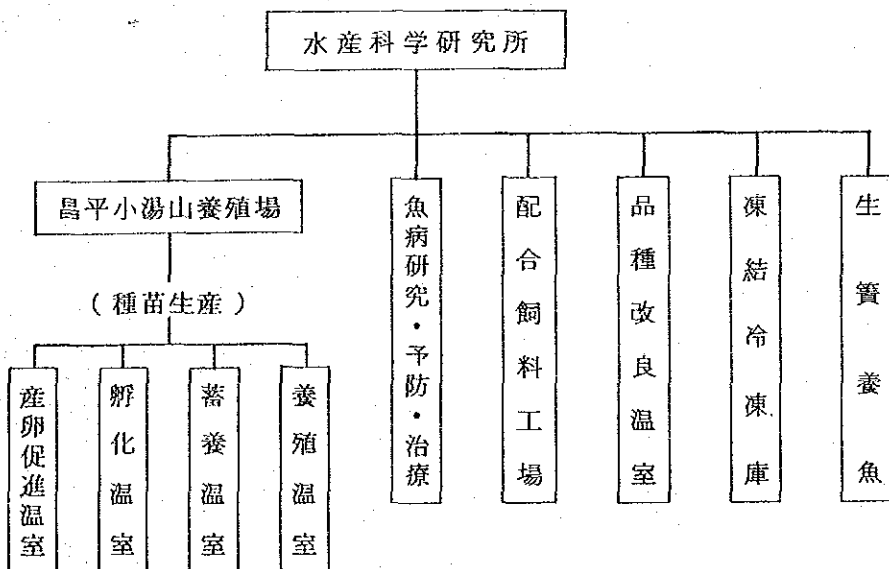 水産科学研究所
昌平小湯山養殖場
(種苗生産)
産卵促進温室
孵化温室
蓄養温室
養殖温室
魚病研究・予防・治療
配合飼料工場
品種改良温室
凍結冷凍庫
生簀養魚